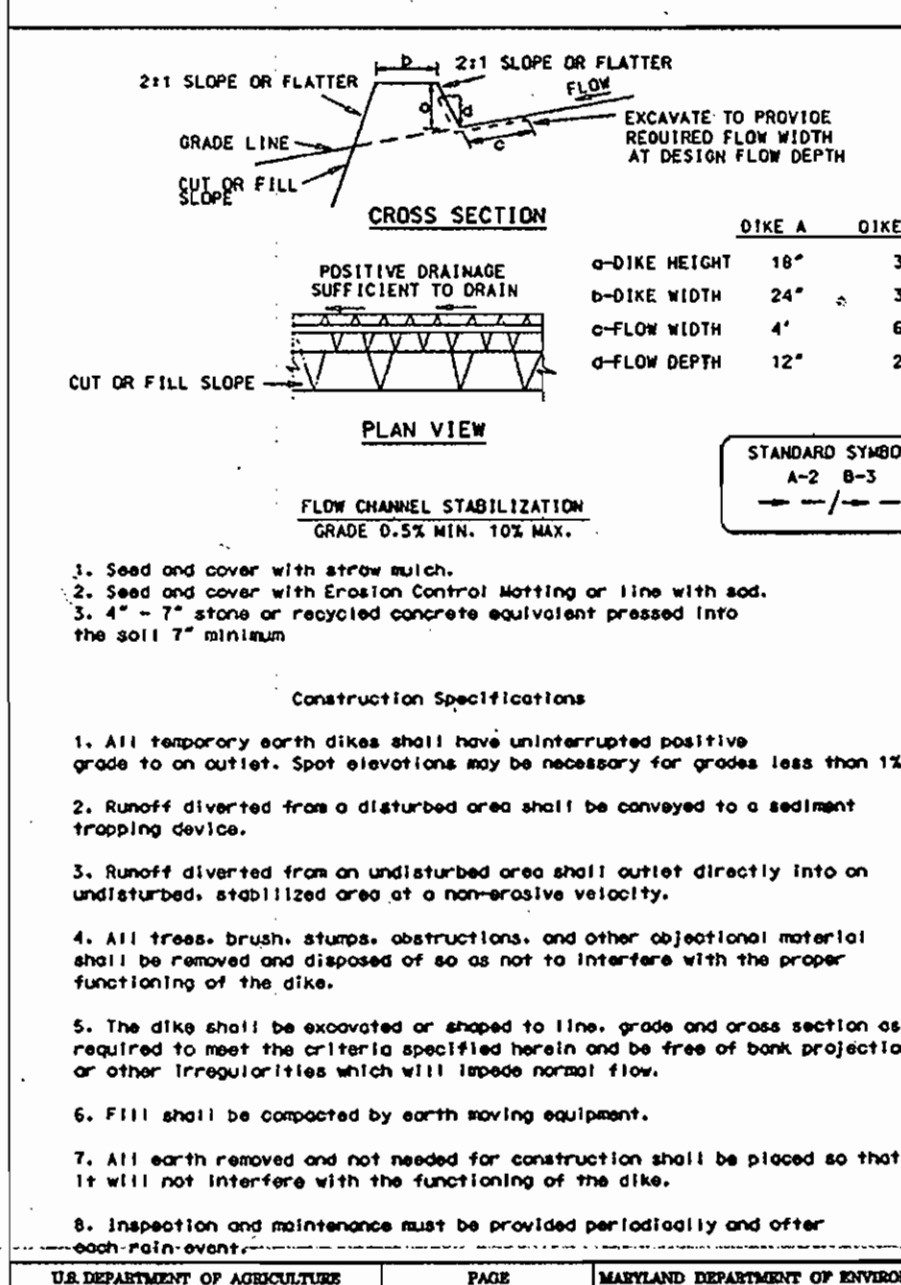 b
2:1 SLOPE OR FLATTER
2:1 SLOPE OR FLATTER
FLOW
a
d
c
EXCAVATE TO PROVIDE
REQUIRED FLOW WIDTH
AT DESIGN FLOW DEPTH
GRADE LINE
CUT OR FILL
SLOPE
CROSS SECTION
DIKE A DIKE
a-DIKE HEIGHT 18" 3
b-DIKE WIDTH 24" 3
c-FLOW WIDTH 4' 6
d-FLOW DEPTH 12" 2
POSITIVE DRAINAGE
SUFFICIENT TO DRAIN
CUT OR FILL SLOPE
PLAN VIEW
STANDARD SYMBO
A-2 B-3
FLOW CHANNEL STABILIZATION
GRADE 0.5% MIN. 10% MAX.
1. Seed and cover with straw mulch.
2. Seed and cover with Erosion Control Matting or line with sod.
3. 4" - 7" stone or recycled concrete equivalent pressed into
the soil 7" minimum
Construction Specifications
1. All temporary earth dikes shall have uninterrupted positive
grade to an outlet. Spot elevations may be necessary for grades less than 1%
2. Runoff diverted from a disturbed area shall be conveyed to a sediment
trapping device.
3. Runoff diverted from an undisturbed area shall outlet directly into an
undisturbed, stabilized area at a non-erosive velocity.
4. All trees, brush, stumps, obstructions, and other objectional material
shall be removed and disposed of so as not to interfere with the proper
functioning of the dike.
5. The dike shall be excavated or shaped to line, grade and cross section as
required to meet the criteria specified herein and be free of bank projectio
or other irregularities which will impede normal flow.
6. Fill shall be compacted by earth moving equipment.
7. All earth removed and not needed for construction shall be placed so that
it will not interfere with the functioning of the dike.
8. Inspection and maintenance must be provided periodically and after
each rain event.
U.S. DEPARTMENT OF AGRICULTURE PAGE MARYLAND DEPARTMENT OF ENVIRO